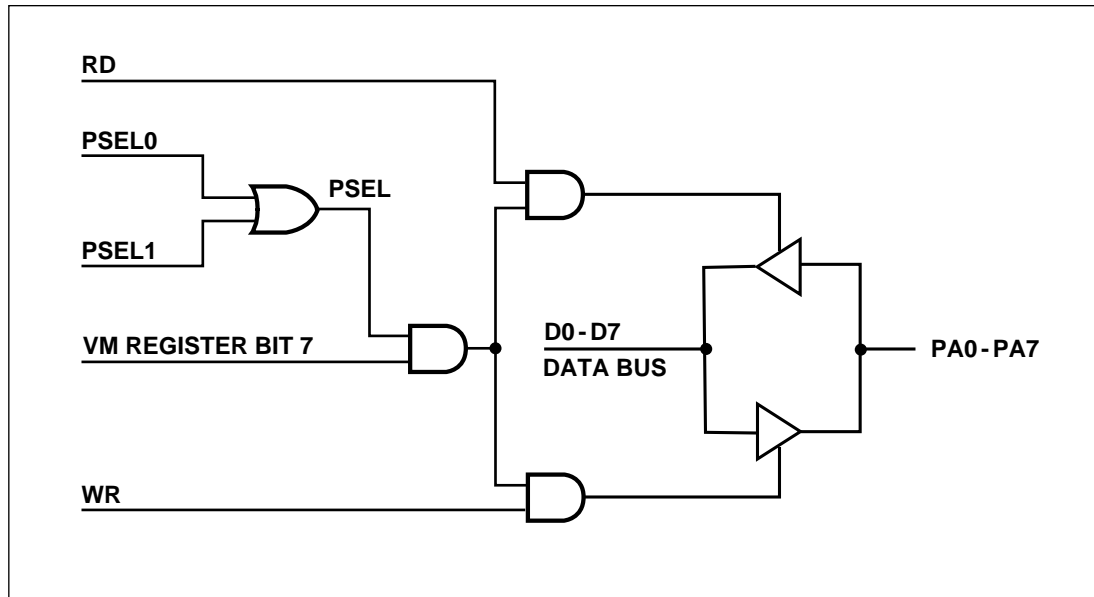 RD
PSEL0
PSEL
PSEL1
D0 - D7
VM REGISTER BIT 7
PA0 - PA7
DATA BUS
WR